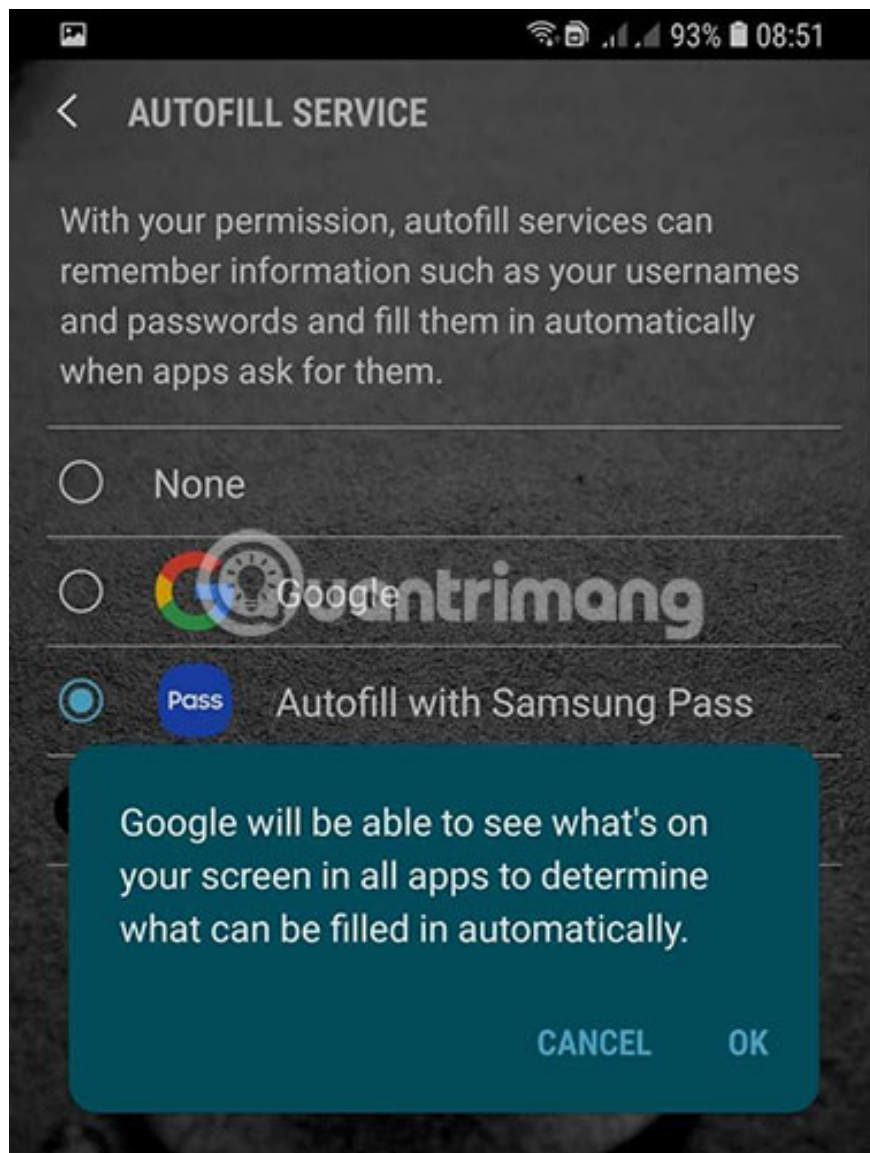 93% 08:51
AUTOFILL SERVICE
With your permission, autofill services can
remember information such as your usernames
and passwords and fill them in automatically
when apps ask for them.
None
Google
uantrimang
Pass Autofill with Samsung Pass
Google will be able to see what's on
your screen in all apps to determine
what can be filled in automatically.
CANCEL OK